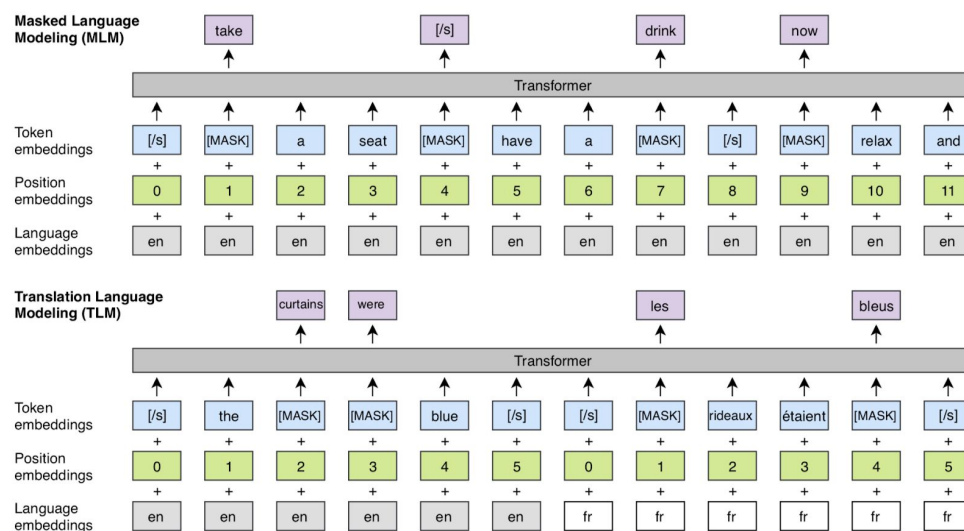 Masked Language
Modeling (MLM)
take [/s] drink now
Transformer
Token
embeddings
[/s] [MASK] a seat [MASK] have a [MASK] [/s] [MASK] relax and
+ + + + + + + + + + + +
Position
embeddings
0 1 2 3 4 5 6 7 8 9 10 11
+ + + + + + + + + + + +
Language
embeddings
en en en en en en en en en en en en
Translation Language
Modeling (TLM)
curtains were les bleus
Transformer
Token
embeddings
[/s] the [MASK] [MASK] blue [/s] [/s] [MASK] rideaux étaient [MASK] [/s]
+ + + + + + + + + + + +
Position
embeddings
0 1 2 3 4 5 0 1 2 3 4 5
+ + + + + + + + + + + +
Language
embeddings
en en en en en en fr fr fr fr fr fr